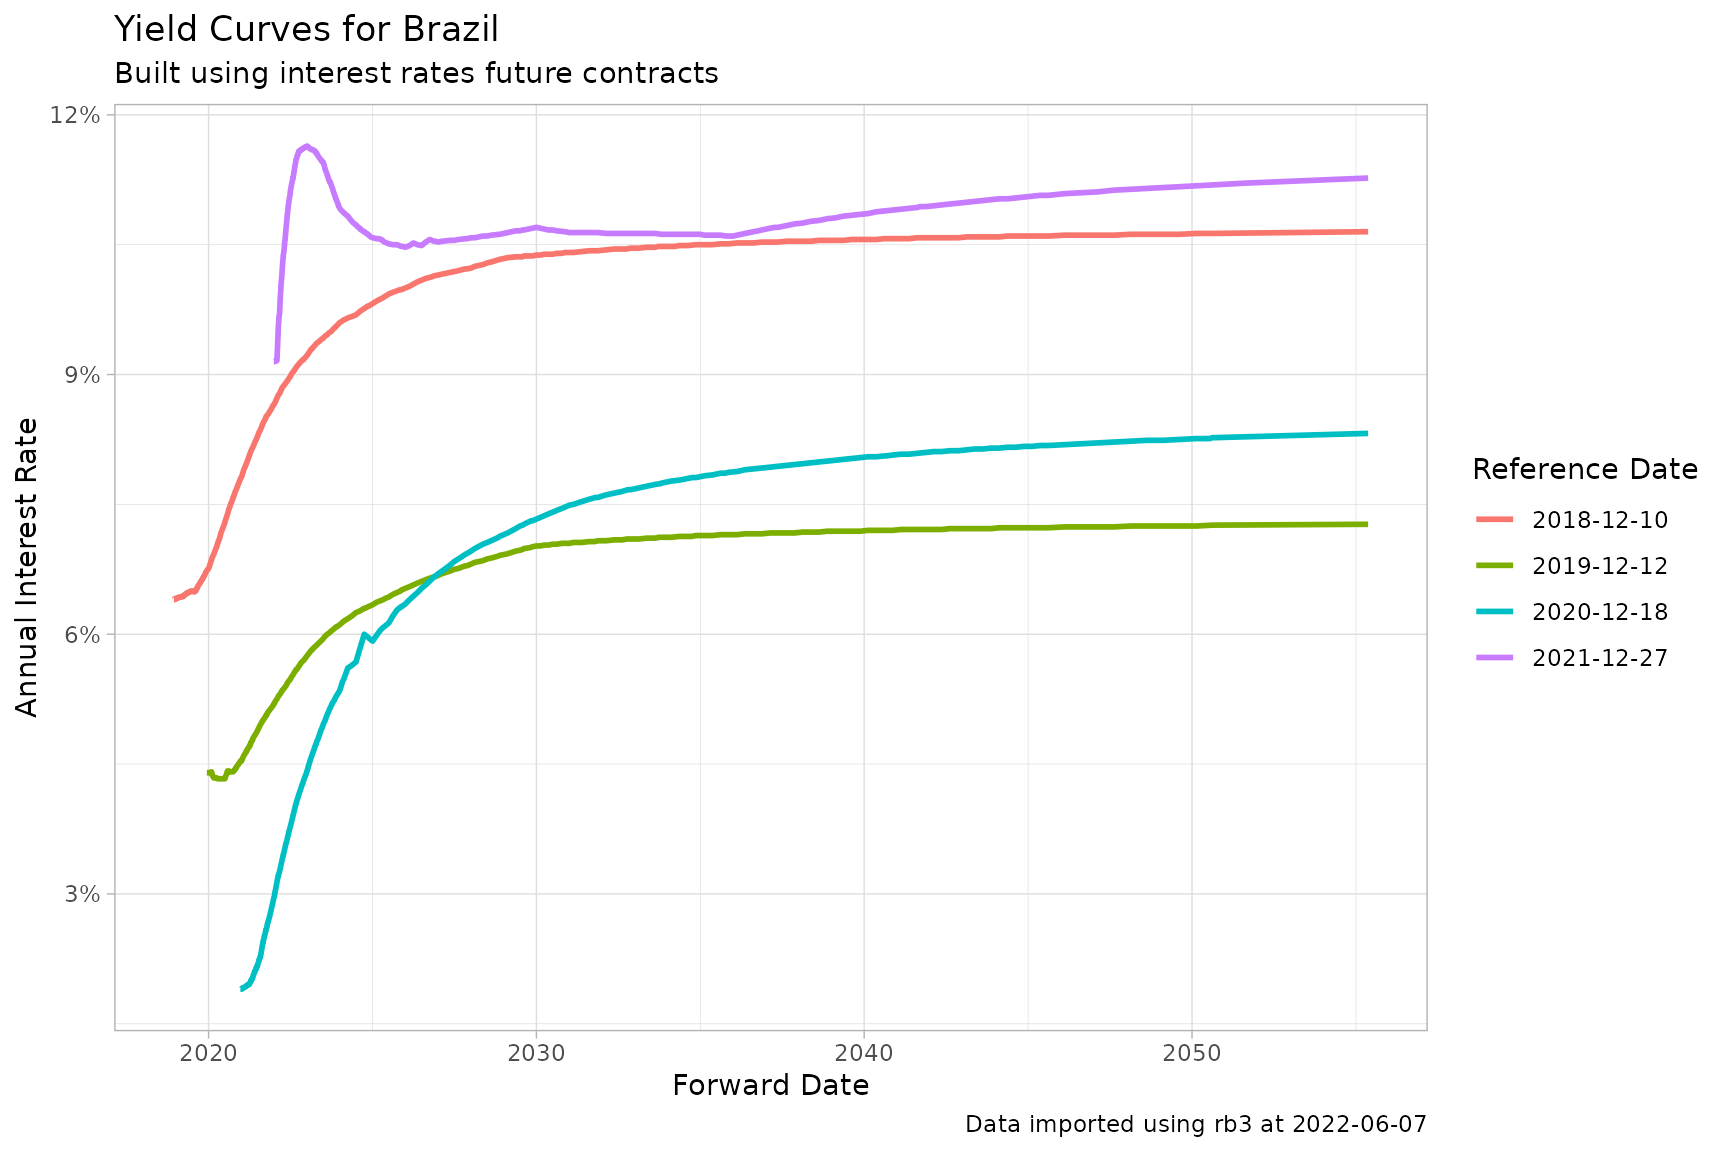 Yield Curves for Brazil
Built using interest rates future contracts
12%
9%
6%
3%
Annual Interest Rate
2020
2030
2040
2050
Forward Date
Reference Date
2018-12-10
2019-12-12
2020-12-18
2021-12-27
Data imported using rb3 at 2022-06-07